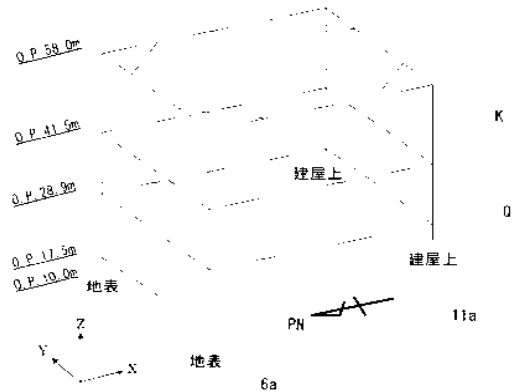 O.P.58.0m
O.P.41.5m
K
建屋上
O.P.28.9m
Q
建屋上
O.P.17.5m
O.P.10.0m
地表
11a
PN
Z
Y
X
地表
6a